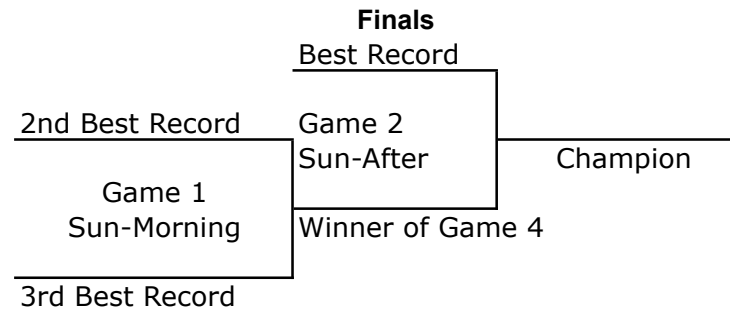 Finals
Best Record
2nd Best Record
Game 2
Sun-After
Champion
Game 1
Sun-Morning
Winner of Game 4
3rd Best Record